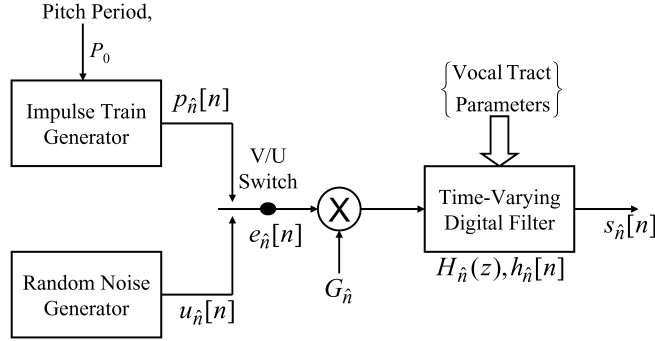 Pitch Period,
P₀
Impulse Train
Generator
pₙ̂[n]
Vocal Tract
Parameters
V/U
Switch
X
eₙ̂[n]
Gₙ̂
Time-Varying
Digital Filter
sₙ̂[n]
Hₙ̂(z), hₙ̂[n]
Random Noise
Generator
uₙ̂[n]